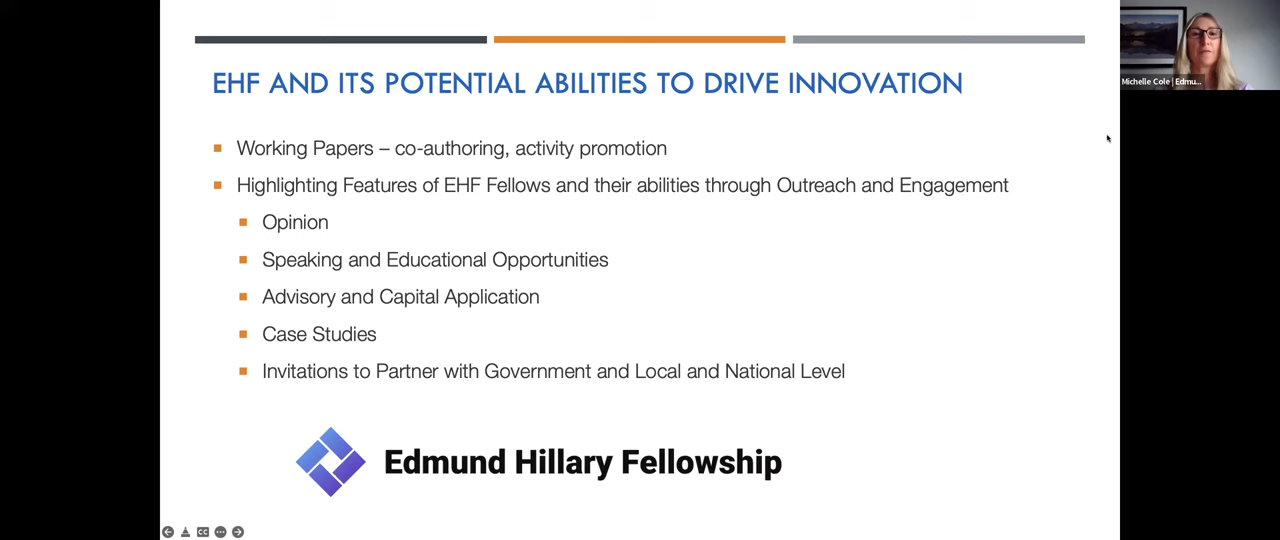 EHF AND ITS POTENTIAL ABILITIES TO DRIVE INNOVATION
Working Papers – co-authoring, activity promotion
Highlighting Features of EHF Fellows and their abilities through Outreach and Engagement
Opinion
Speaking and Educational Opportunities
Advisory and Capital Application
Case Studies
Invitations to Partner with Government and Local and National Level
Edmund Hillary Fellowship
CC
Michelle Cole | Edmu...